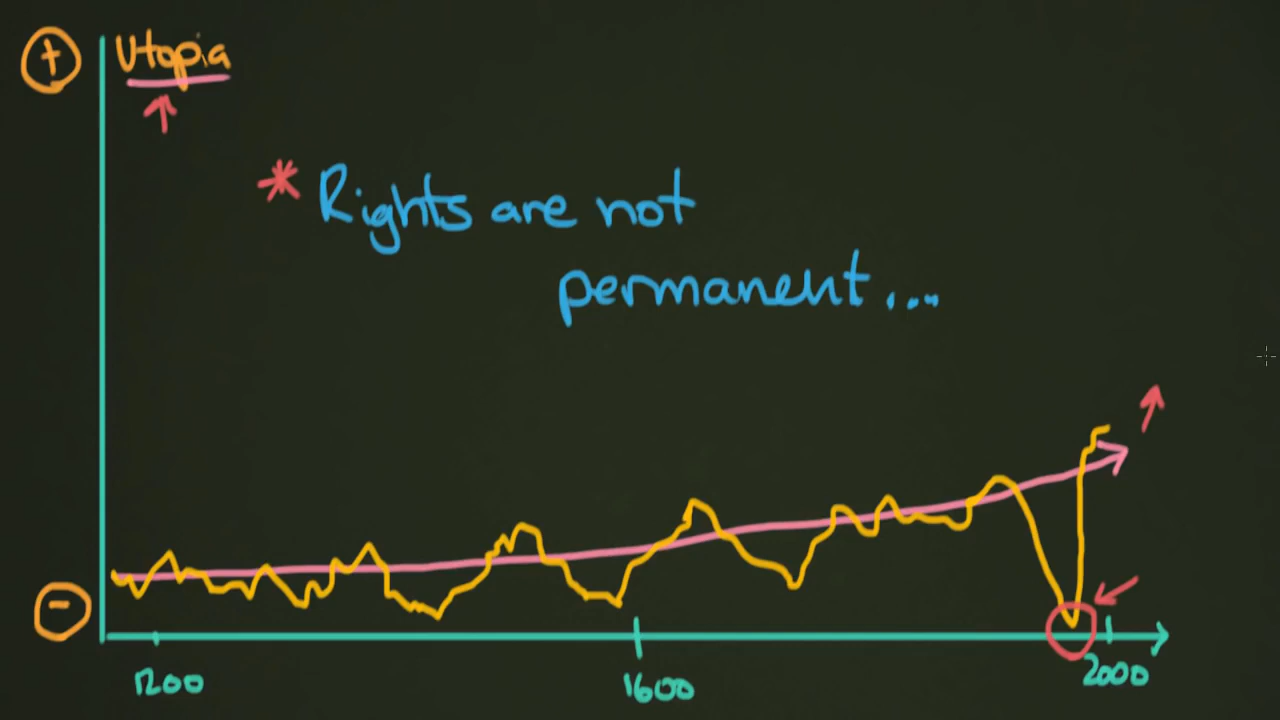 +
Utopia
* Rights are not
permanent...
-
1200
1600
2000